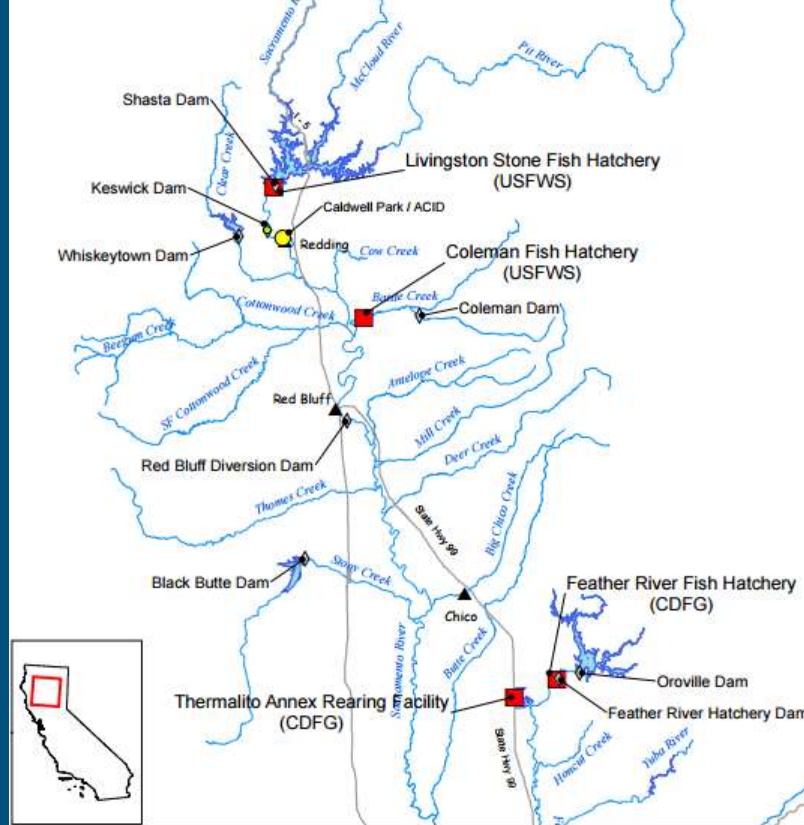 Sacramento R
McCloud River
Pit River
Shasta Dam
I - 5
Clear Creek
Livingston Stone Fish Hatchery
(USFWS)
Keswick Dam
Caldwell Park / ACID
Redding
Whiskeytown Dam
Cow Creek
Coleman Fish Hatchery
(USFWS)
Battle Creek
Cottonwood Creek
Coleman Dam
Beegum Creek
SF Cottonwood Creek
Antelope Creek
Red Bluff
Mill Creek
Deer Creek
Red Bluff Diversion Dam
Thomes Creek
State Hwy 99
Big Chico Creek
Black Butte Dam
Stony Creek
Feather River Fish Hatchery
(CDFG)
Chico
Sacramento River
Butte Creek
Oroville Dam
Thermalito Annex Rearing Facility
(CDFG)
Feather River Hatchery Dam
State Hwy 99
Honcut Creek
Yuba River